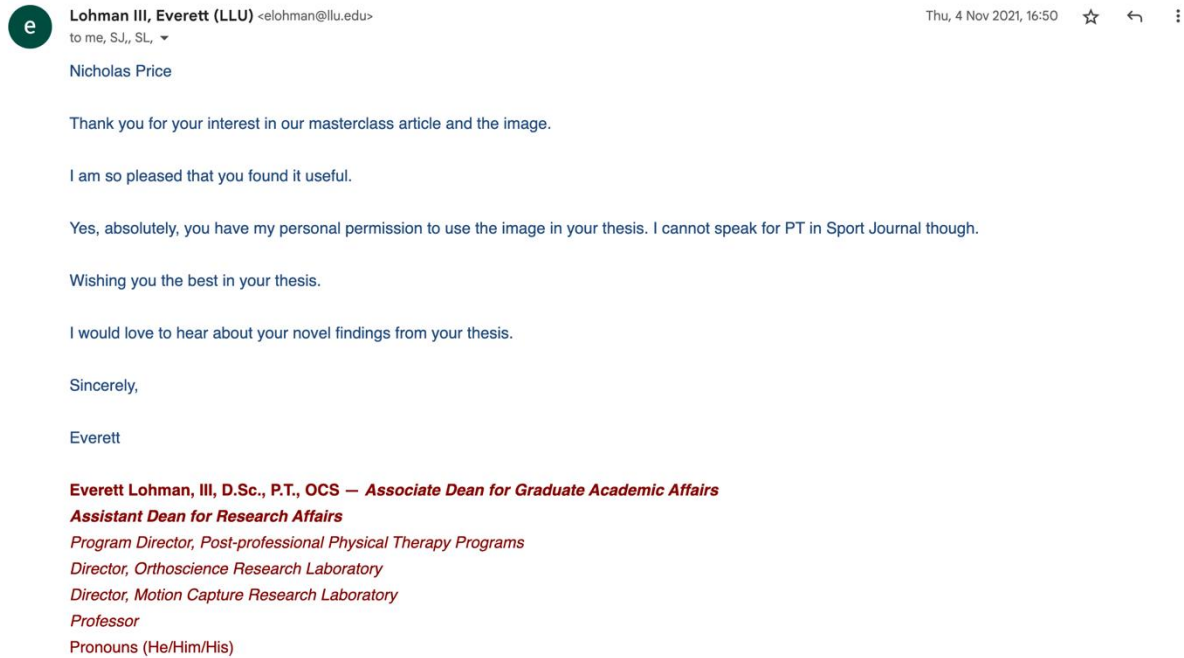 e
Lohman III, Everett (LLU) <elohman@llu.edu>
Thu, 4 Nov 2021, 16:50
to me, SJ,, SL,
Nicholas Price
Thank you for your interest in our masterclass article and the image.
I am so pleased that you found it useful.
Yes, absolutely, you have my personal permission to use the image in your thesis. I cannot speak for PT in Sport Journal though.
Wishing you the best in your thesis.
I would love to hear about your novel findings from your thesis.
Sincerely,
Everett
Everett Lohman, III, D.Sc., P.T., OCS — Associate Dean for Graduate Academic Affairs
Assistant Dean for Research Affairs
Program Director, Post-professional Physical Therapy Programs
Director, Orthoscience Research Laboratory
Director, Motion Capture Research Laboratory
Professor
Pronouns (He/Him/His)